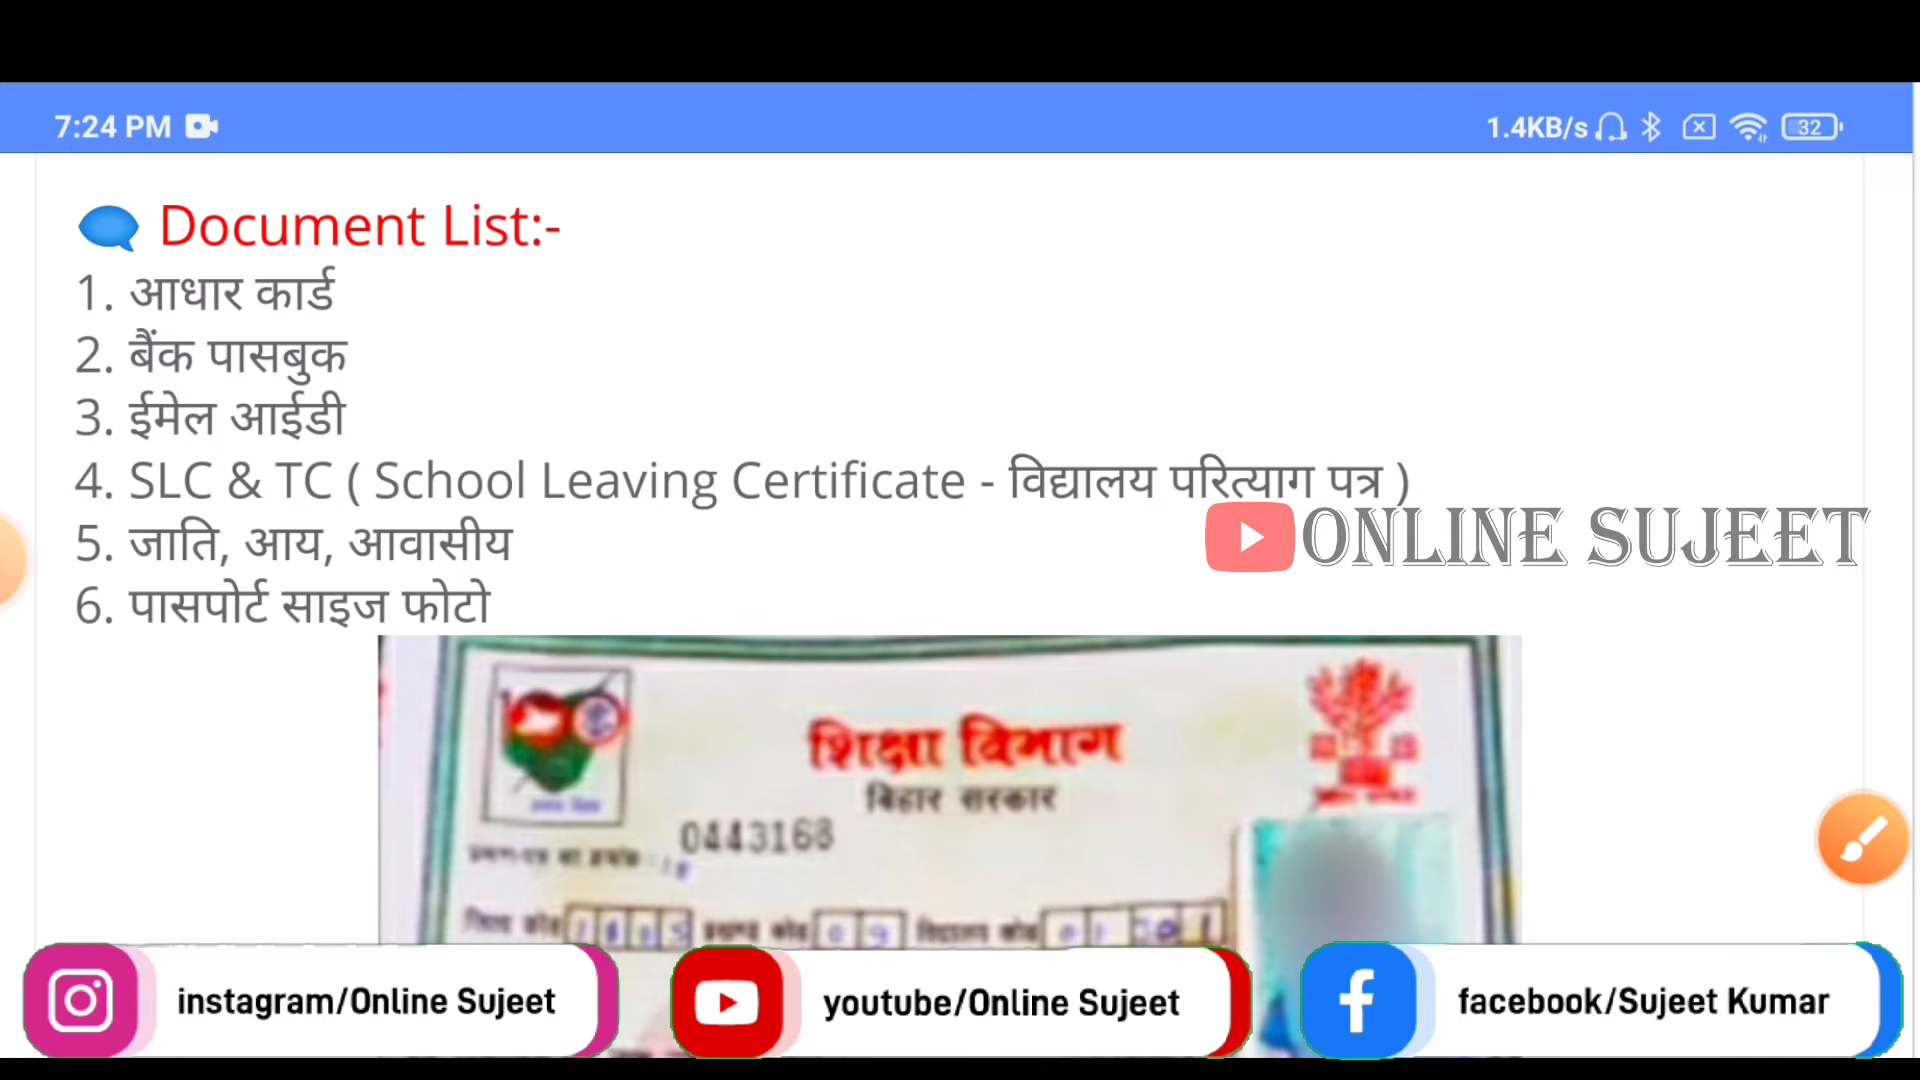 7:24 PM
1.4KB/s
32
Document List:-
1. आधार कार्ड
2. बैंक पासबुक
3. ईमेल आईडी
4. SLC & TC ( School Leaving Certificate - विद्यालय परित्याग पत्र )
5. जाति, आय, आवासीय
6. पासपोर्ट साइज फोटो
ONLINE SUJEET
शिक्षा विभाग
बिहार सरकार
0443168
instagram/Online Sujeet
youtube/Online Sujeet
facebook/Sujeet Kumar